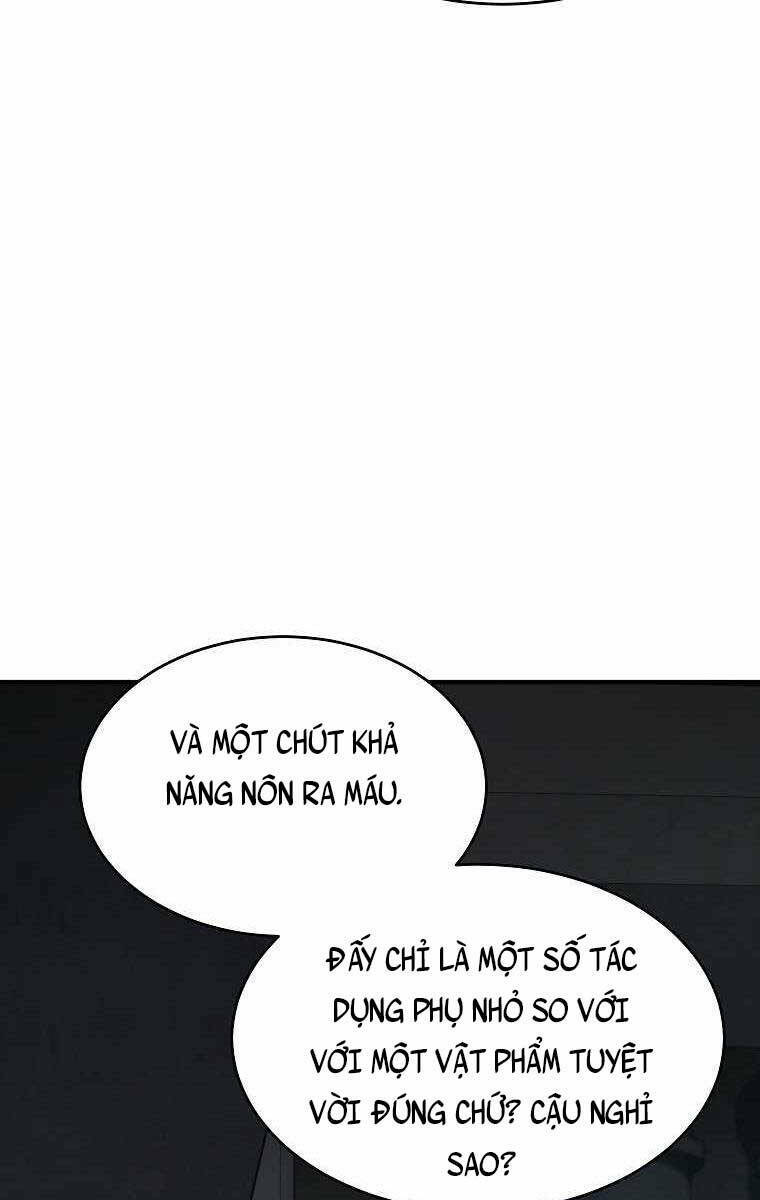 VÀ MỘT CHÚT KHẢ
NĂNG NÔN RA MÁU.
ĐẤY CHỈ LÀ MỘT SỐ TÁC
DỤNG PHỤ NHỎ SO VỚI
VỚI MỘT VẬT PHẨM TUYỆT
VỜI ĐÚNG CHỨ? CẬU NGHĨ
SAO?